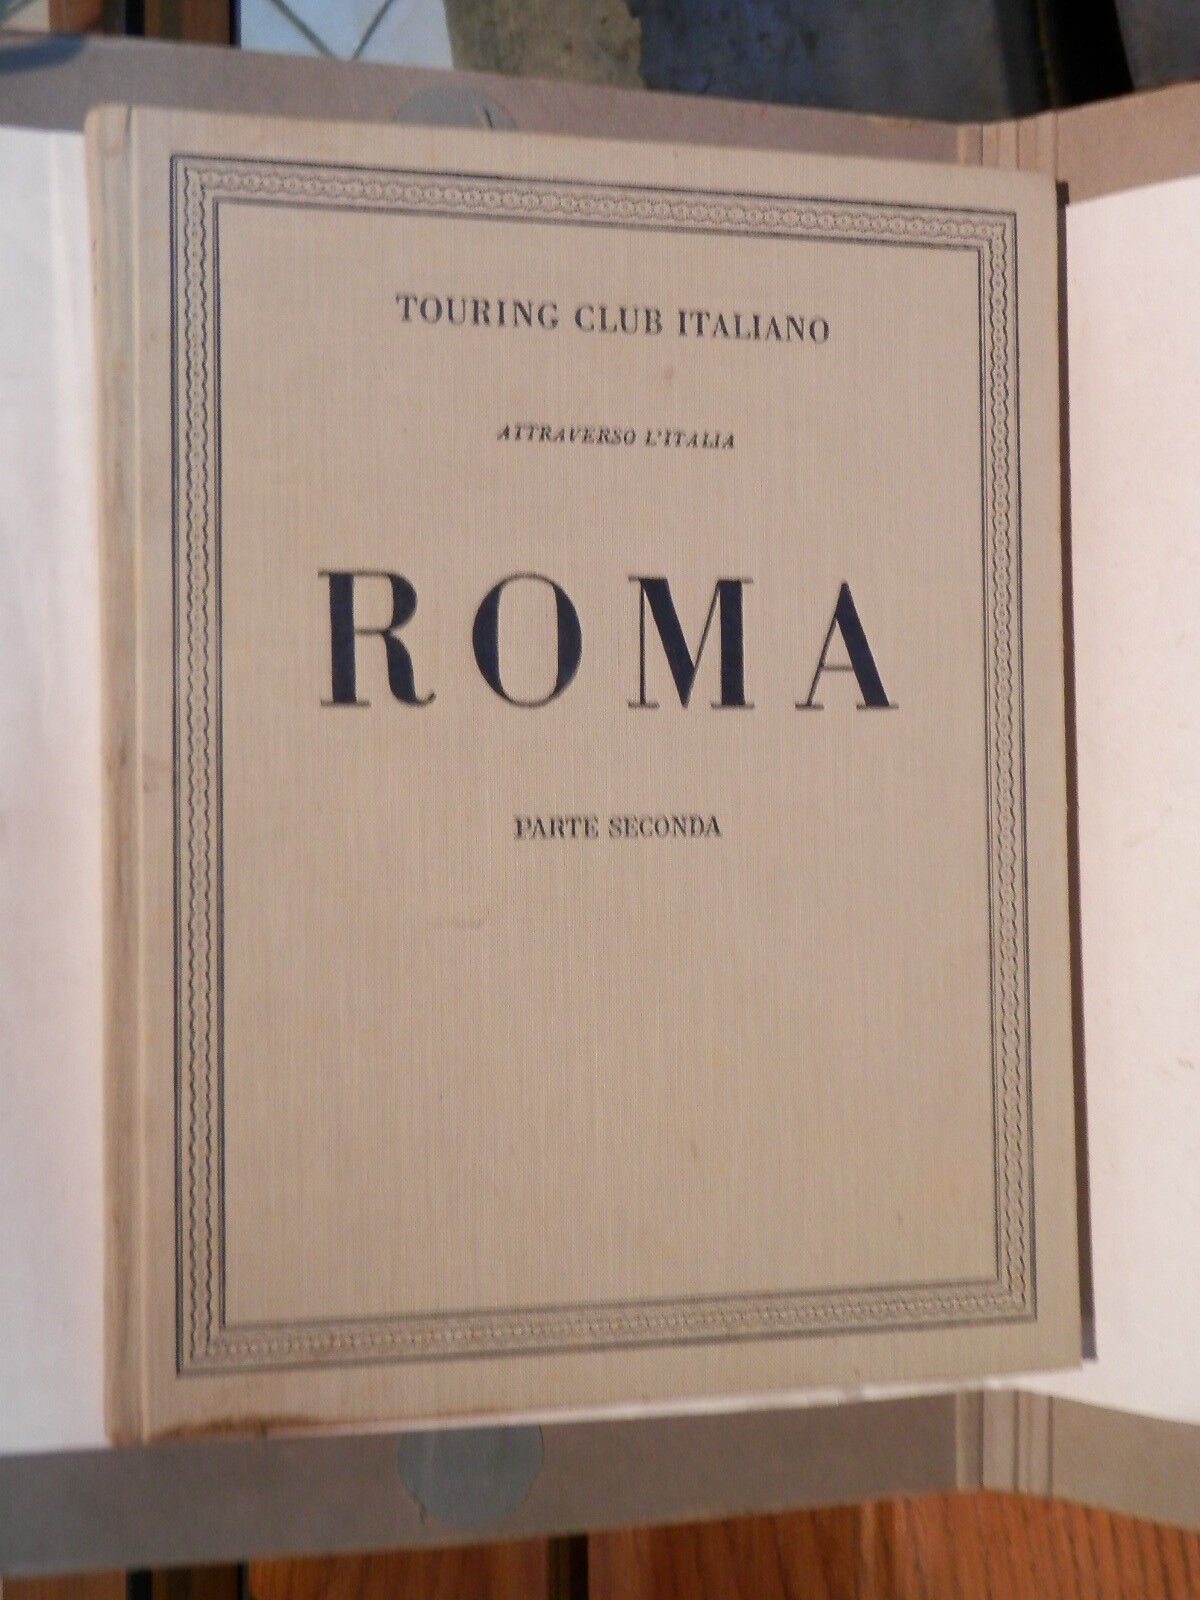 TOURING CLUB ITALIANO
ATTRAVERSO L'ITALIA
ROMA
PARTE SECONDA